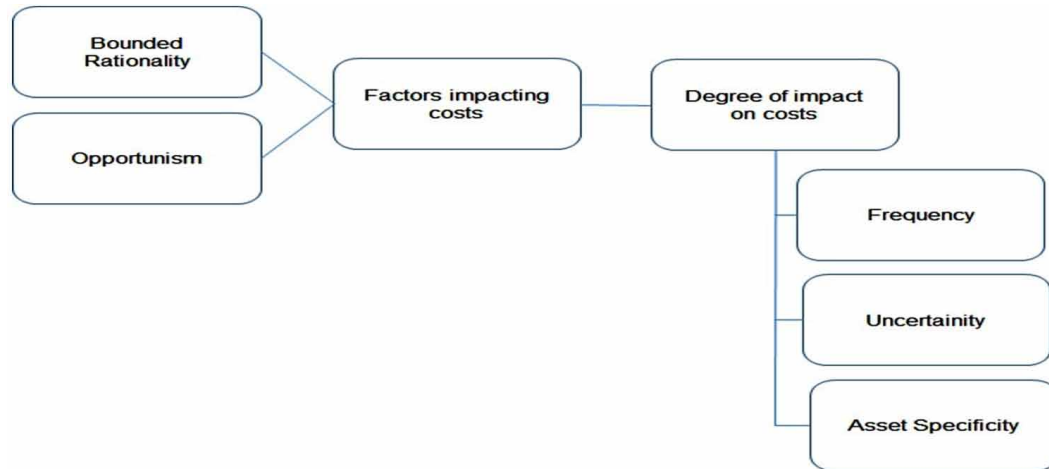 Bounded
Rationality
Opportunism
Factors impacting
costs
Degree of impact
on costs
Frequency
Uncertainity
Asset Specificity